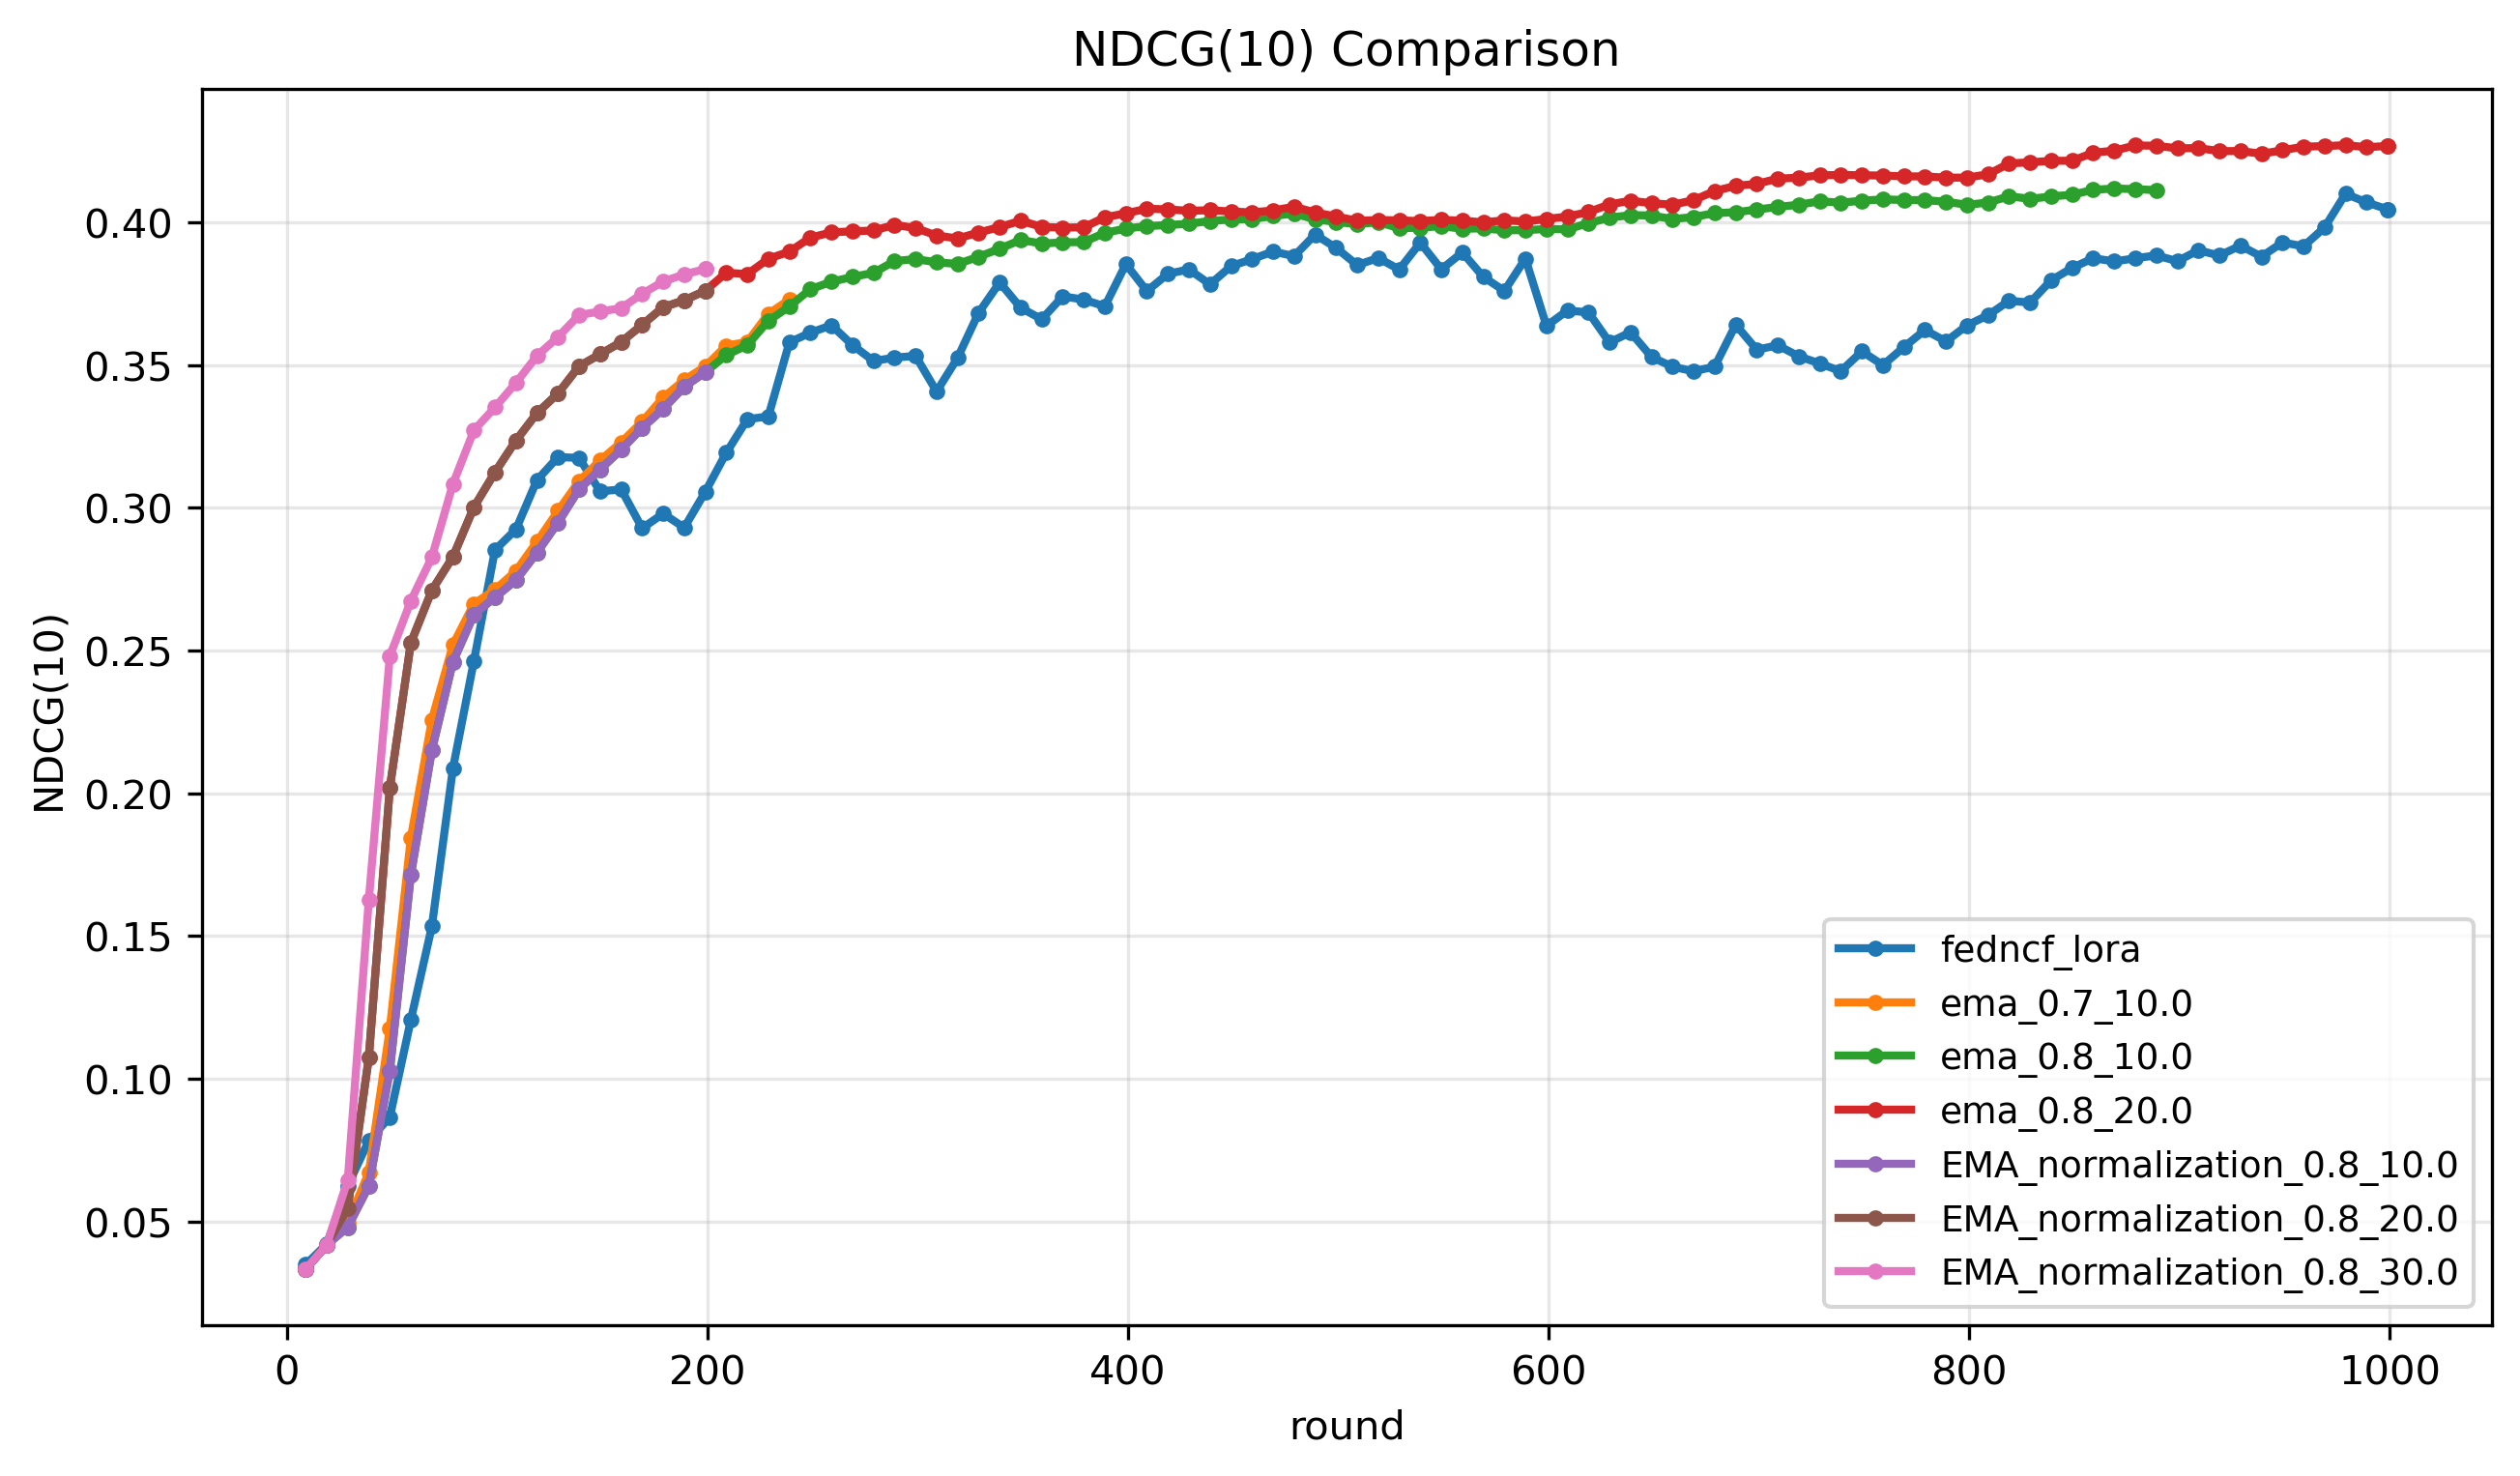 NDCG(10) Comparison
NDCG(10)
0.40
0.35
0.30
0.25
0.20
0.15
0.10
0.05
0
200
400
600
800
1000
round
fedncf_lora
ema_0.7_10.0
ema_0.8_10.0
ema_0.8_20.0
EMA_normalization_0.8_10.0
EMA_normalization_0.8_20.0
EMA_normalization_0.8_30.0